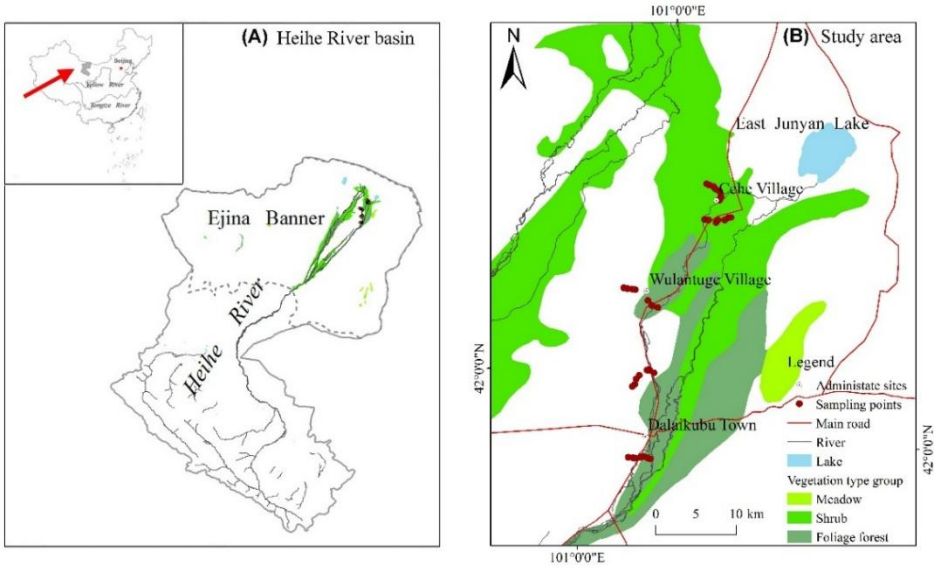 (A) Heihe River basin
Beijing
Yellow River
Yangtze River
Ejina Banner
Heihe River
101°0'0"E
N
(B) Study area
East Junyan Lake
Cehe Village
Wulantuge Village
42°0'0"N
Dalaikubu Town
Legend
Administate sites
Sampling points
Main road
River
Lake
Vegetation type group
Meadow
Shrub
Foliage forest
0 5 10 km
42°0'0"N
101°0'0"E